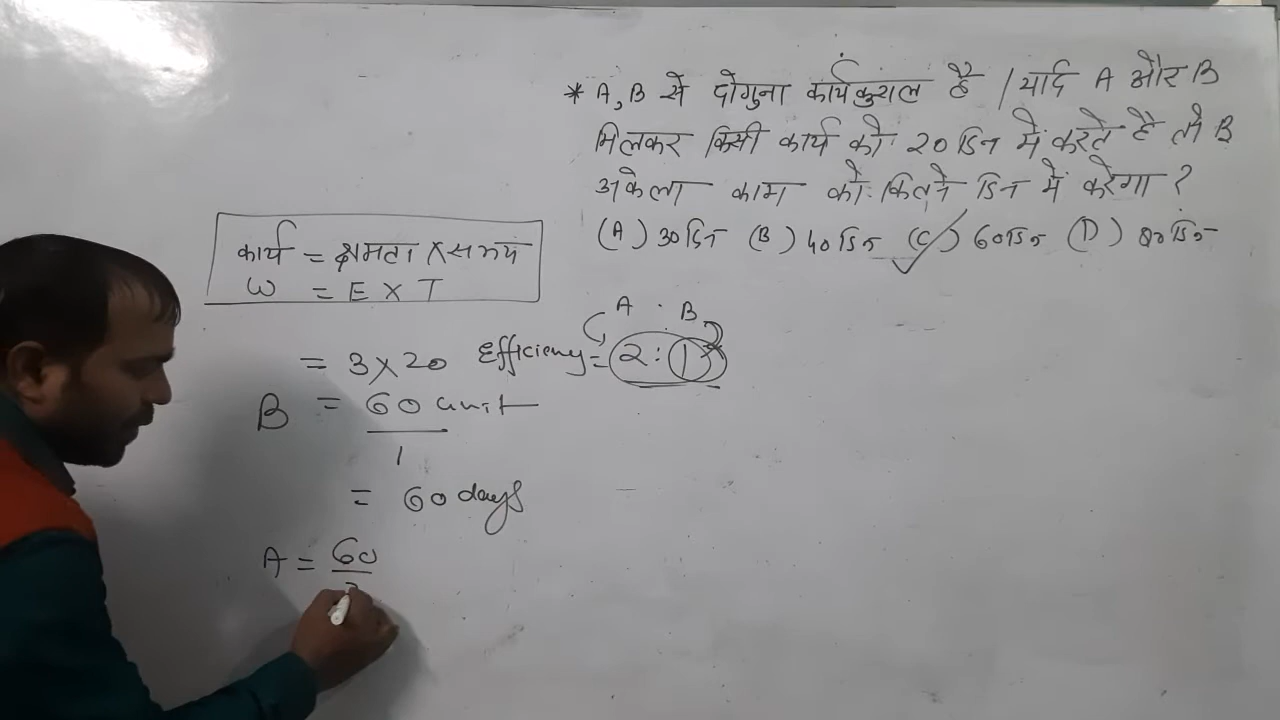 * A, B से दोगुना कार्यकुशल है / यदि A और B
मिलकर किसी कार्य को 20 दिन में करते है तो B
अकेला काम को कितने दिन में करेगा ?
(A) 30 दिन (B) 40 दिन (C) 60 दिन (D) 80 दिन
कार्य = क्षमता × समय
W = E × T
A : B
= 3 × 20 Efficieny = 2 : 1
B = 60 unit
1
= 60 days
A = 60